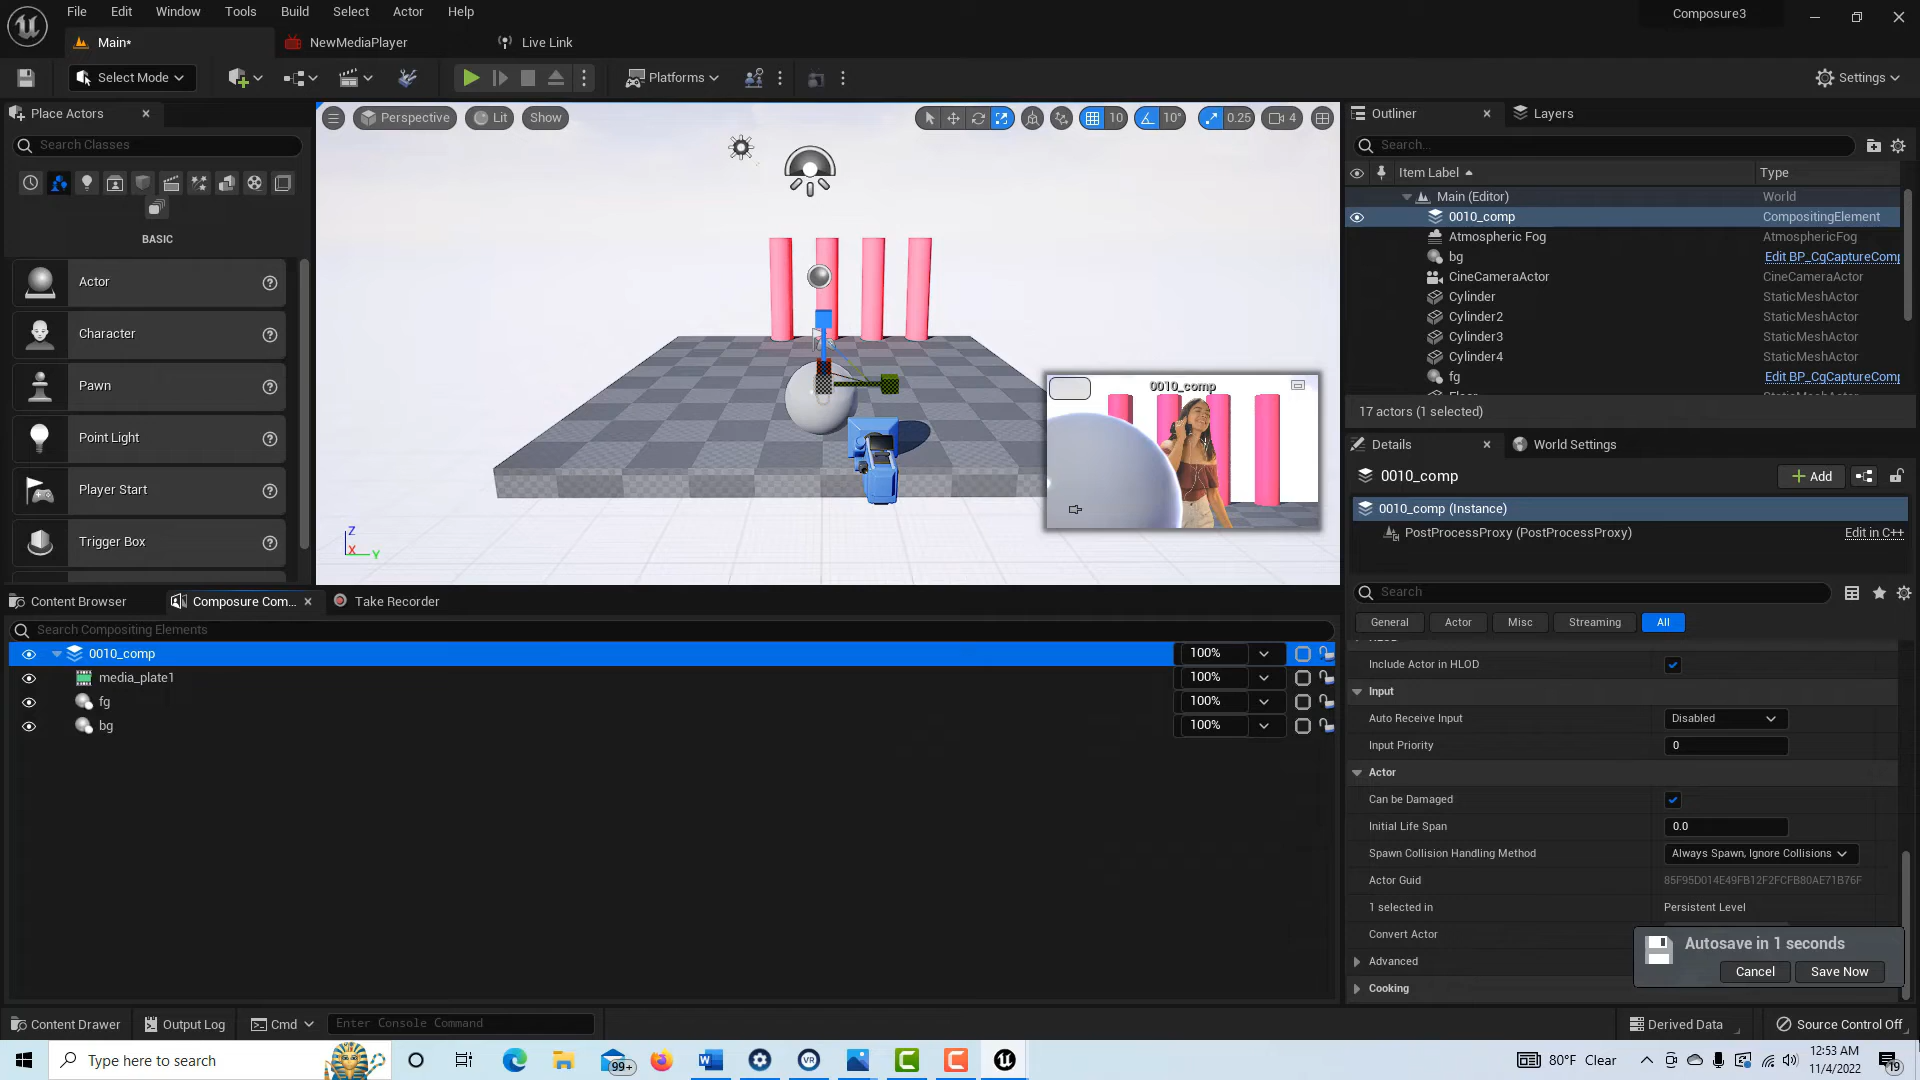 File Edit Window Tools Build Select Actor Help
Composure3
Main*
NewMediaPlayer
Live Link
Select Mode
Platforms
Settings
Place Actors
Search Classes
BASIC
Actor
Character
Pawn
Point Light
Player Start
Trigger Box
Perspective
Lit
Show
10
10°
0.25
4
0010_comp
Z
X
Y
Outliner
Layers
Search...
Item Label
Type
Main (Editor) World
0010_comp CompositingElement
Atmospheric Fog AtmosphericFog
bg Edit BP_CgCaptureComp
CineCameraActor CineCameraActor
Cylinder StaticMeshActor
Cylinder2 StaticMeshActor
Cylinder3 StaticMeshActor
Cylinder4 StaticMeshActor
fg Edit BP_CgCaptureComp
17 actors (1 selected)
Details
World Settings
0010_comp
Add
0010_comp (Instance)
PostProcessProxy (PostProcessProxy) Edit in C++
Search
General Actor Misc Streaming All
Include Actor in HLOD
Input
Auto Receive Input Disabled
Input Priority 0
Actor
Can be Damaged
Initial Life Span 0.0
Spawn Collision Handling Method Always Spawn, Ignore Collisions
Actor Guid 85F95D014E49FB12F2FCFB80AE71B76F
1 selected in Persistent Level
Convert Actor
Advanced
Cooking
Autosave in 1 seconds
Cancel Save Now
Content Browser
Composure Com...
Take Recorder
Search Compositing Elements
0010_comp 100%
media_plate1 100%
fg 100%
bg 100%
Content Drawer
Output Log
Cmd
Enter Console Command
Derived Data
Source Control Off
Type here to search
99+
80°F Clear
12:53 AM
11/4/2022
19